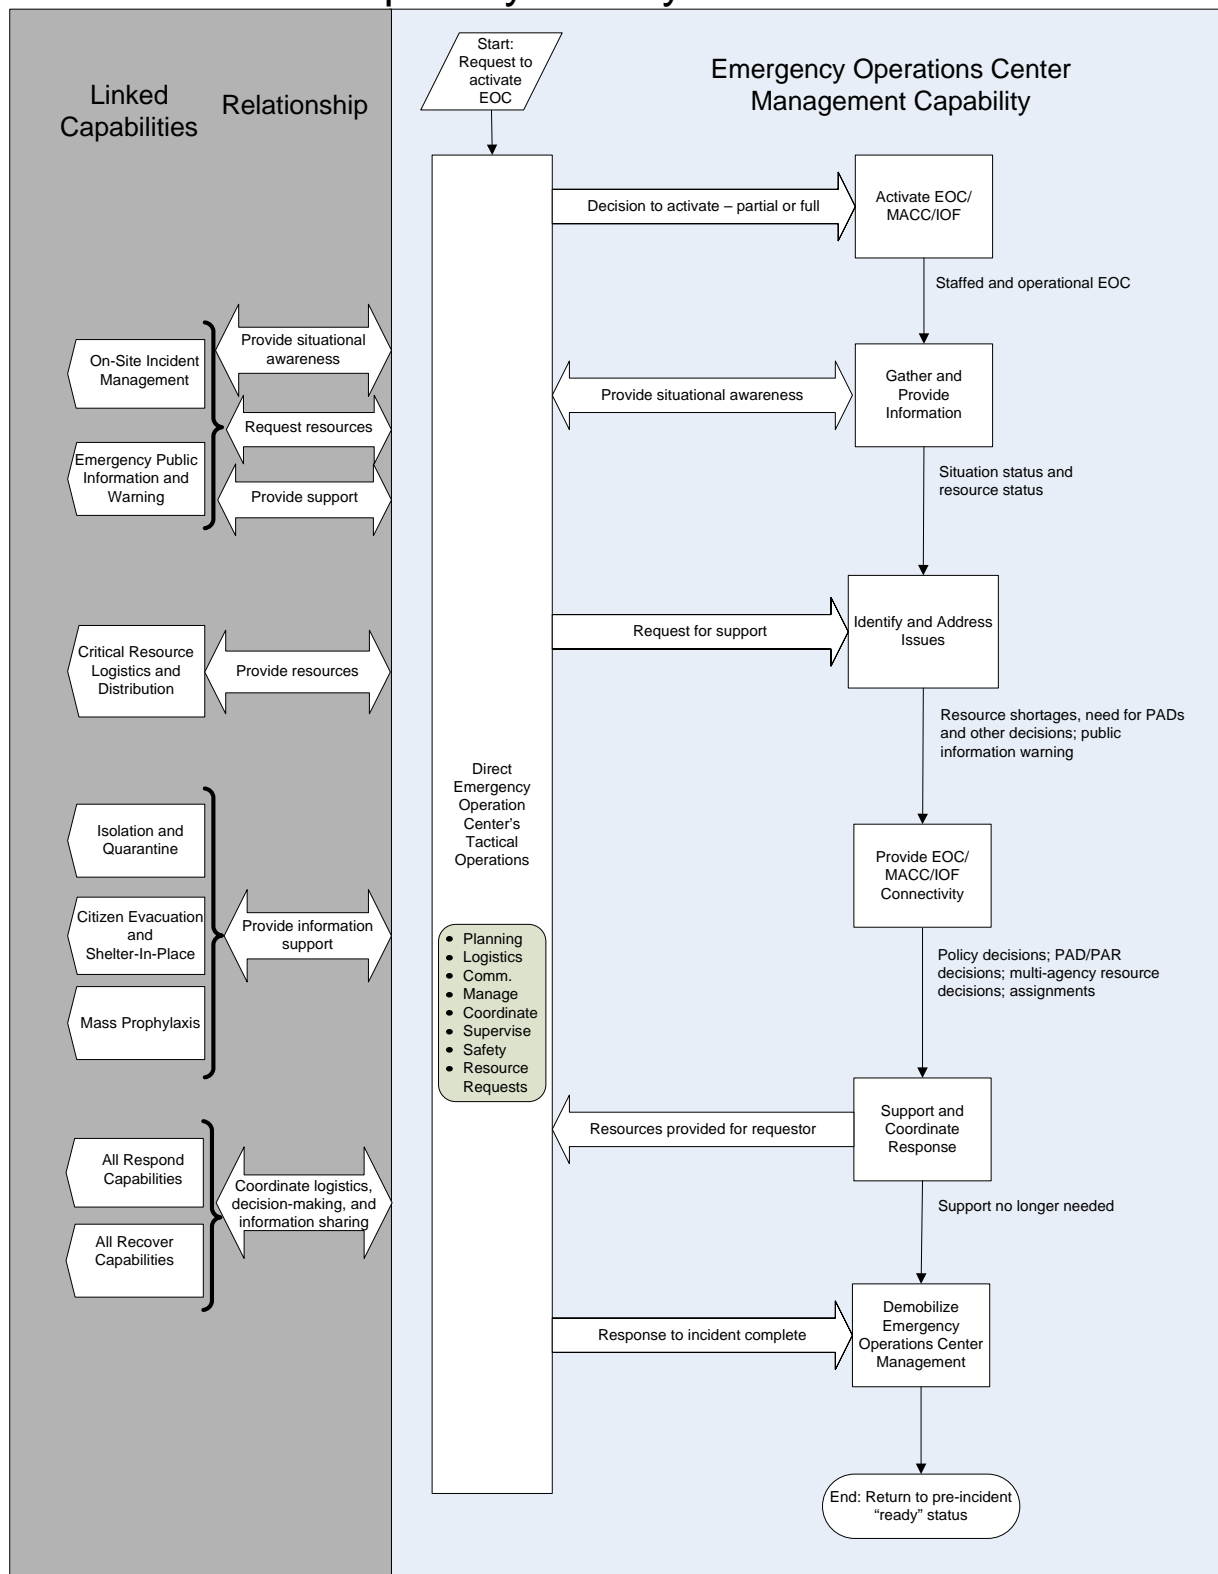 Linked
Capabilities
Relationship
Start:
Request to
activate
EOC
Emergency Operations Center
Management Capability
Decision to activate – partial or full
Activate EOC/
MACC/IOF
Staffed and operational EOC
On-Site Incident
Management
Emergency Public
Information and
Warning
Provide situational
awareness
Request resources
Provide support
Provide situational awareness
Gather and
Provide
Information
Situation status and
resource status
Critical Resource
Logistics and
Distribution
Provide resources
Request for support
Identify and Address
Issues
Resource shortages, need for PADs
and other decisions; public
information warning
Direct
Emergency
Operation
Center's
Tactical
Operations
Isolation and
Quarantine
Citizen Evacuation
and
Shelter-In-Place
Mass Prophylaxis
Provide information
support
• Planning
• Logistics
• Comm.
• Manage
• Coordinate
• Supervise
• Safety
• Resource
Requests
Provide EOC/
MACC/IOF
Connectivity
Policy decisions; PAD/PAR
decisions; multi-agency resource
decisions; assignments
Resources provided for requestor
Support and
Coordinate
Response
Support no longer needed
All Respond
Capabilities
All Recover
Capabilities
Coordinate logistics,
decision-making, and
information sharing
Response to incident complete
Demobilize
Emergency
Operations Center
Management
End: Return to pre-incident
“ready” status